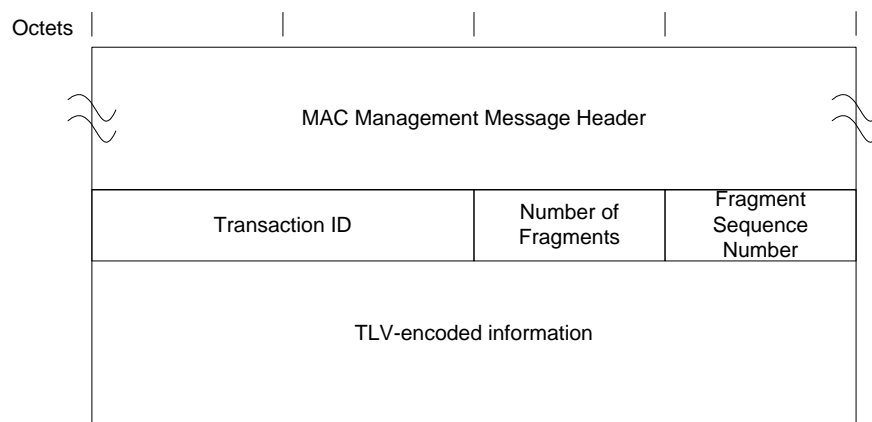 Octets
MAC Management Message Header
Transaction ID
Number of
Fragments
Fragment
Sequence
Number
TLV-encoded information